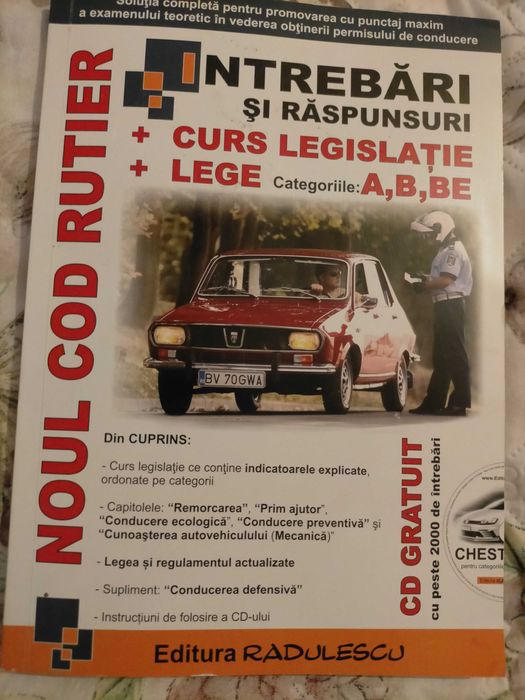 Soluția completă pentru promovarea cu punctaj maxim
a examenului teoretic în vederea obținerii permisului de conducere
NOUL COD RUTIER
INTREBĂRI
ȘI RĂSPUNSURI
+ CURS LEGISLAȚIE
+ LEGE Categoriile: A,B,BE
BV 70GWA
Din CUPRINS:
- Curs legislație ce conține indicatoarele explicate,
ordonate pe categorii
- Capitolele: “Remorcarea”, “Prim ajutor”,
“Conducere ecologică”, “Conducere preventivă” și
“Cunoașterea autovehiculului (Mecanică)”
- Legea și regulamentul actualizate
- Supliment: “Conducerea defensivă”
- Instrucțiuni de folosire a CD-ului
CD GRATUIT
cu peste 2000 de întrebări
CHEST
pentru categoriile
Editura RADULESCU